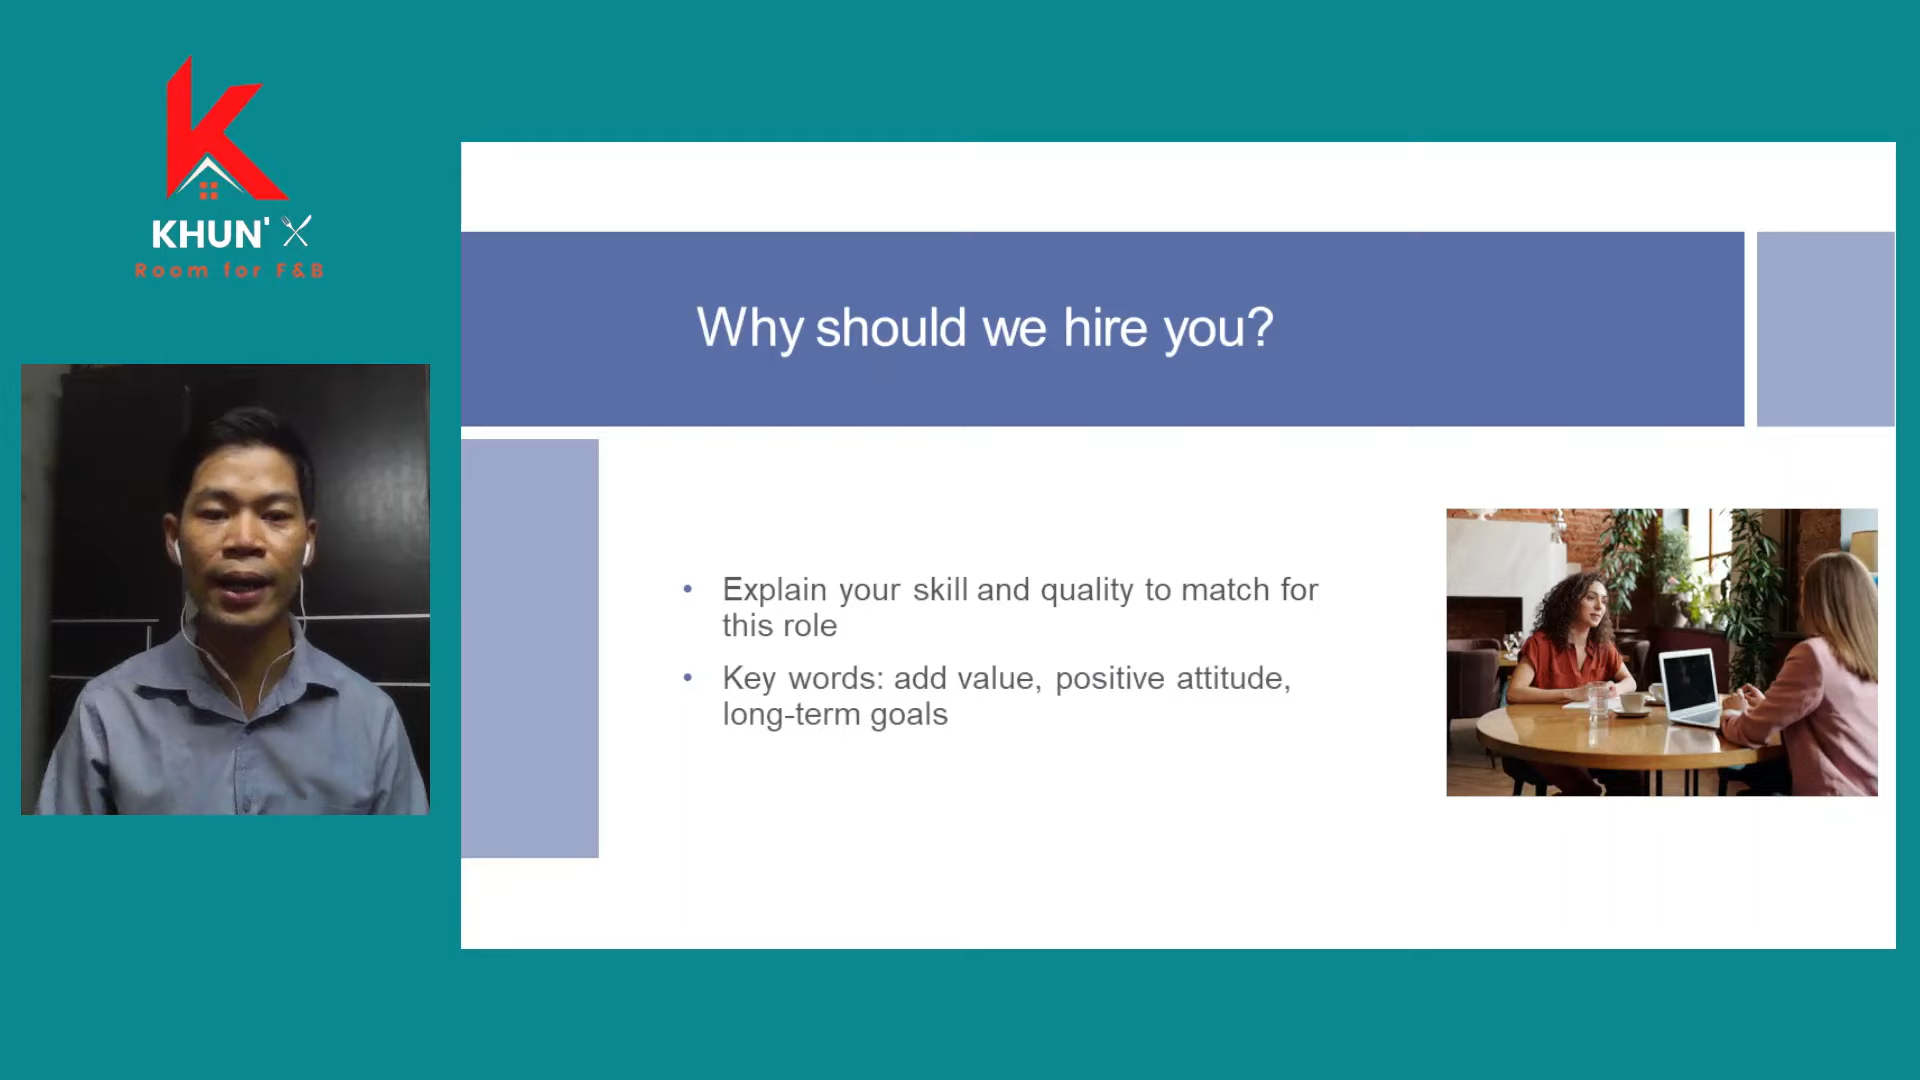 KHUN'
Room for F&B
Why should we hire you?
• Explain your skill and quality to match for
this role
• Key words: add value, positive attitude,
long-term goals